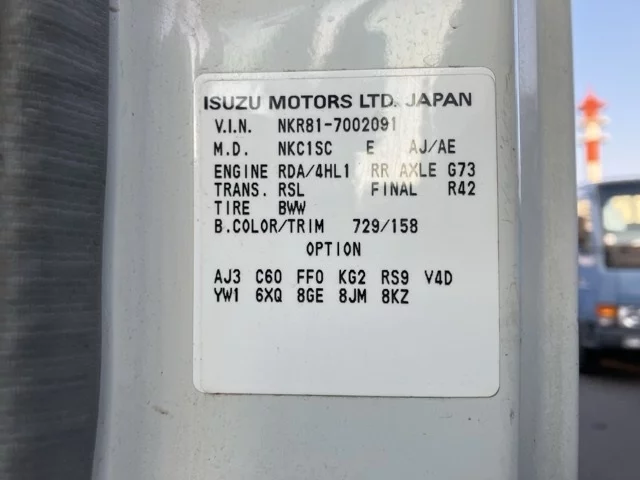 ISUZU MOTORS LTD. JAPAN
V.I.N. NKR81-7002091
M.D. NKC1SC E AJ/AE
ENGINE RDA/4HL1 RR AXLE G73
TRANS. RSL FINAL R42
TIRE BWW
B.COLOR/TRIM 729/158
OPTION
AJ3 C60 FF0 KG2 RS9 V4D
YW1 6XQ 8GE 8JM 8KZ